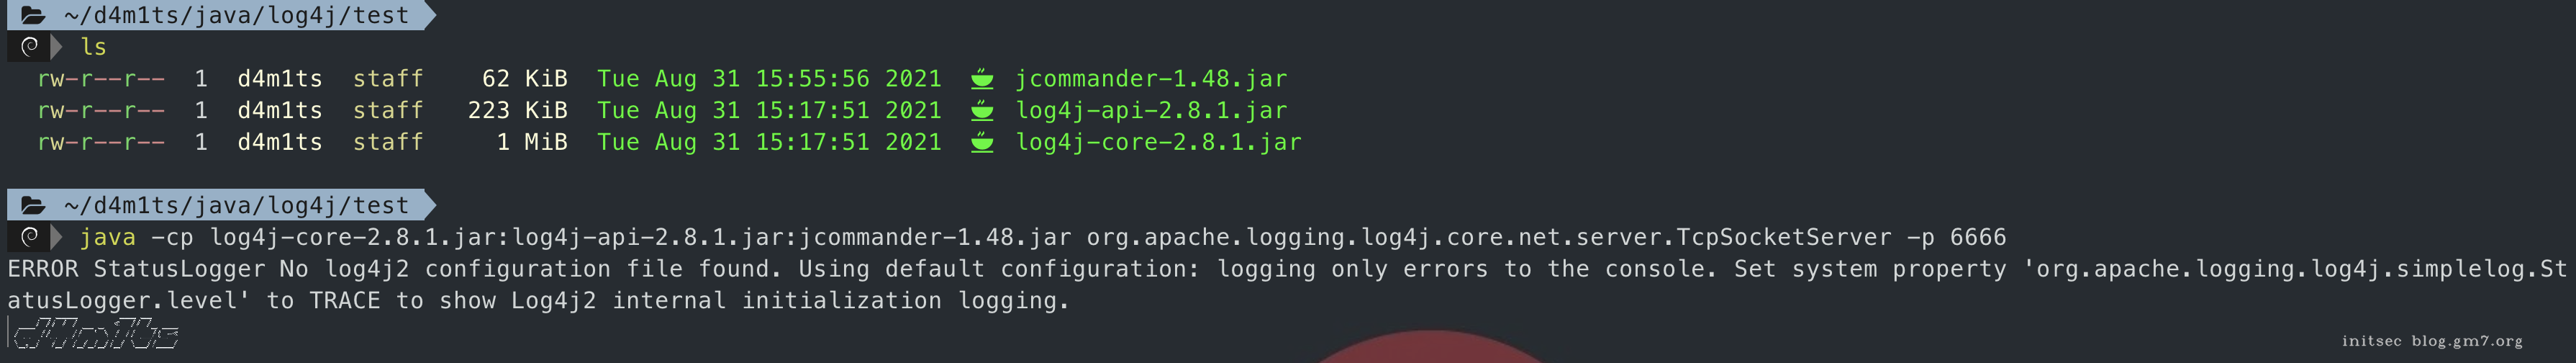 ~/d4m1ts/java/log4j/test
ls
rw-r--r-- 1 d4m1ts staff 62 KiB Tue Aug 31 15:55:56 2021 jcommander-1.48.jar
rw-r--r-- 1 d4m1ts staff 223 KiB Tue Aug 31 15:17:51 2021 log4j-api-2.8.1.jar
rw-r--r-- 1 d4m1ts staff 1 MiB Tue Aug 31 15:17:51 2021 log4j-core-2.8.1.jar
~/d4m1ts/java/log4j/test
java -cp log4j-core-2.8.1.jar:log4j-api-2.8.1.jar:jcommander-1.48.jar org.apache.logging.log4j.core.net.server.TcpSocketServer -p 6666
ERROR StatusLogger No log4j2 configuration file found. Using default configuration: logging only errors to the console. Set system property 'org.apache.logging.log4j.simplelog.St
atusLogger.level' to TRACE to show Log4j2 internal initialization logging.
d4m1ts
initsec blog.gm7.org